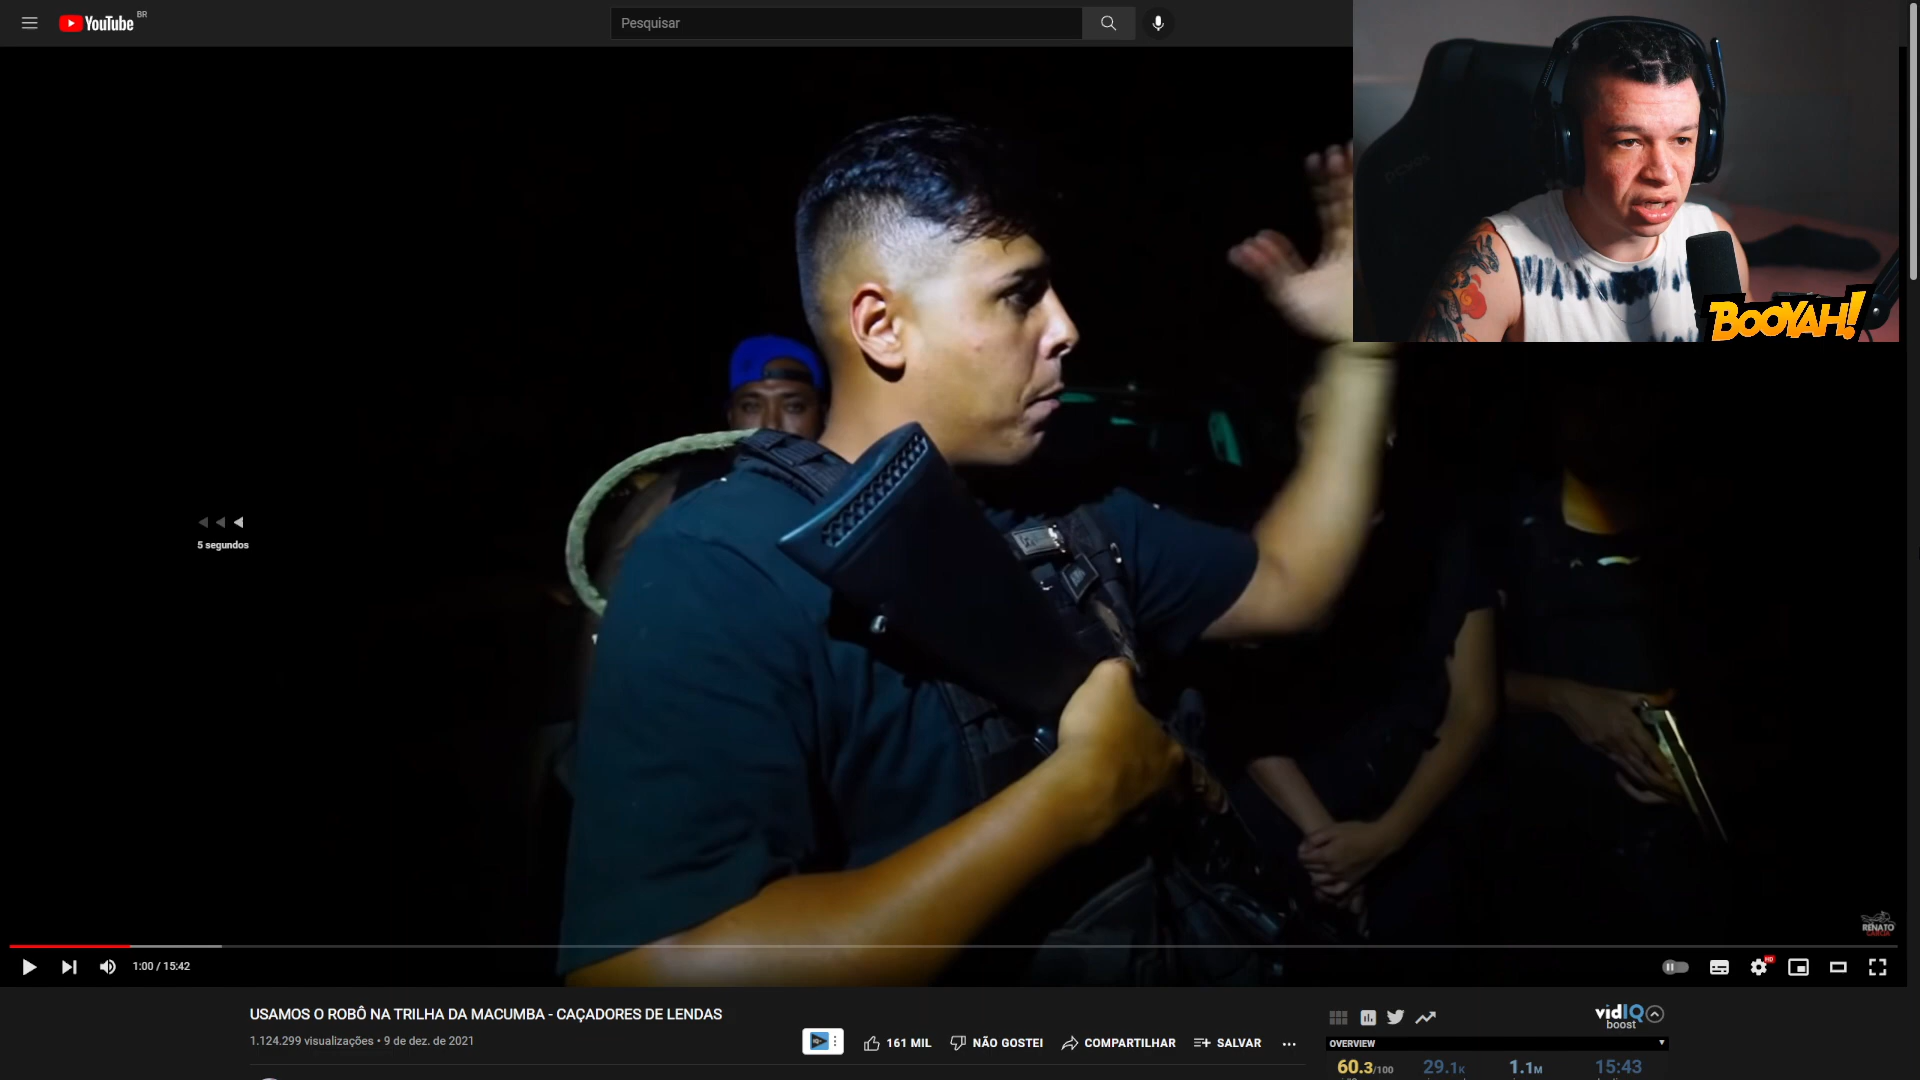 YouTube BR
Pesquisar
BOOYAH!
5 segundos
RENATO
GARCIA
1:00 / 15:42
HD
USAMOS O ROBÔ NA TRILHA DA MACUMBA - CAÇADORES DE LENDAS
1.124.299 visualizações • 9 de dez. de 2021
161 MIL
NÃO GOSTEI
COMPARTILHAR
SALVAR
vidIQ
boost
OVERVIEW
60.3/100
29.1K
1.1M
15:43